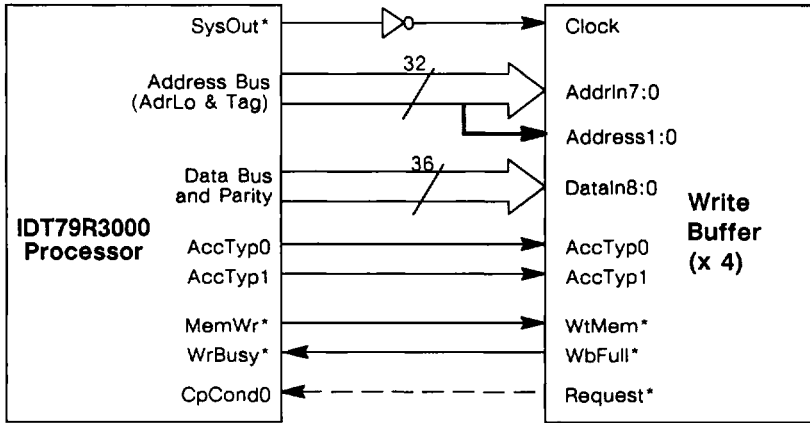 SysOut* Clock
32
Address Bus AddrIn7:0
(AdrLo & Tag)
Address1:0
36
Data Bus DataIn8:0
and Parity
IDT79R3000
Processor
Write
Buffer
(x 4)
AccTyp0 AccTyp0
AccTyp1 AccTyp1
MemWr* WtMem*
WrBusy* WbFull*
CpCond0 Request*